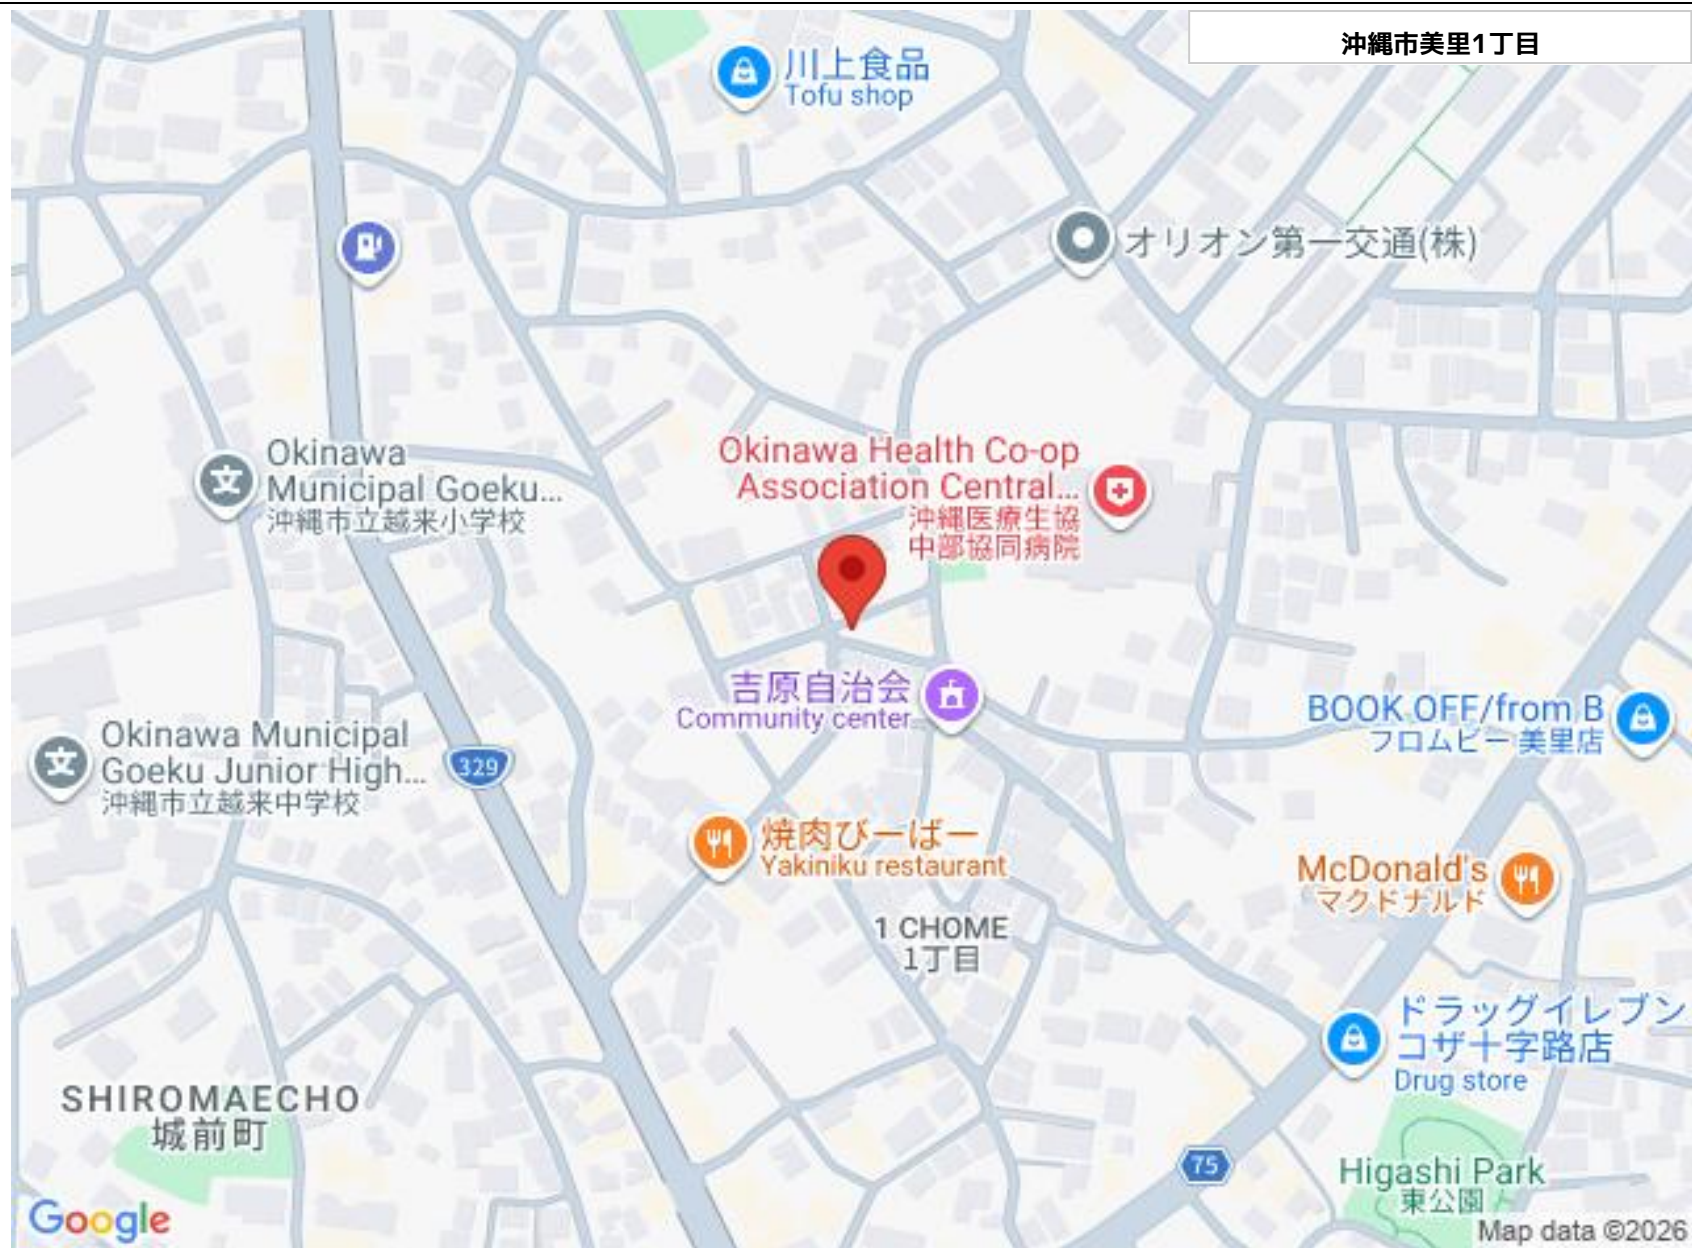 沖縄市美里1丁目
川上食品
Tofu shop
オリオン第一交通(株)
Okinawa
Municipal Goeku...
沖縄市立越来小学校
Okinawa Health Co-op
Association Central...
沖縄医療生協
中部協同病院
吉原自治会
Community center
BOOK OFF/from B
フロムビー 美里店
Okinawa Municipal
Goeku Junior High...
沖縄市立越来中学校
329
焼肉びーばー
Yakiniku restaurant
McDonald's
マクドナルド
1 CHOME
1丁目
ドラッグイレブン
コザ十字路店
Drug store
SHIROMAECHO
城前町
75
Higashi Park
東公園
Google
Map data ©2026